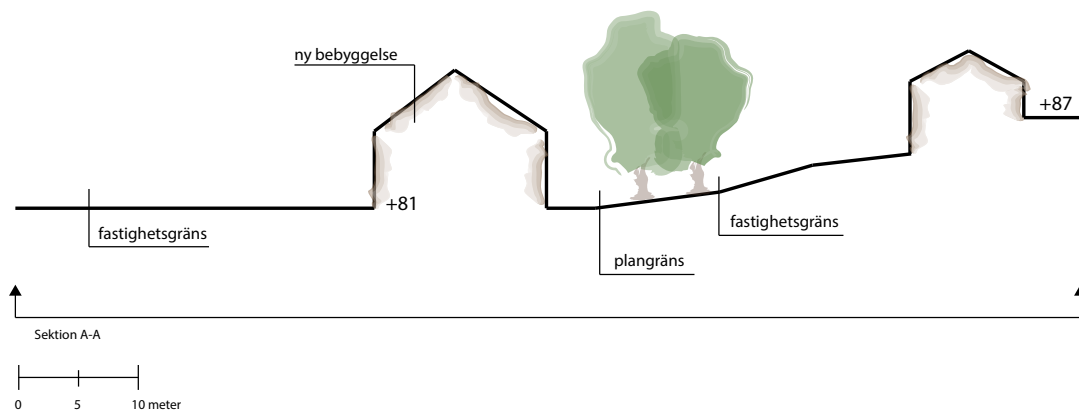 ny bebyggelse
+87
+81
fastighetsgräns
fastighetsgräns
plangräns
Sektion A-A
0 5 10 meter